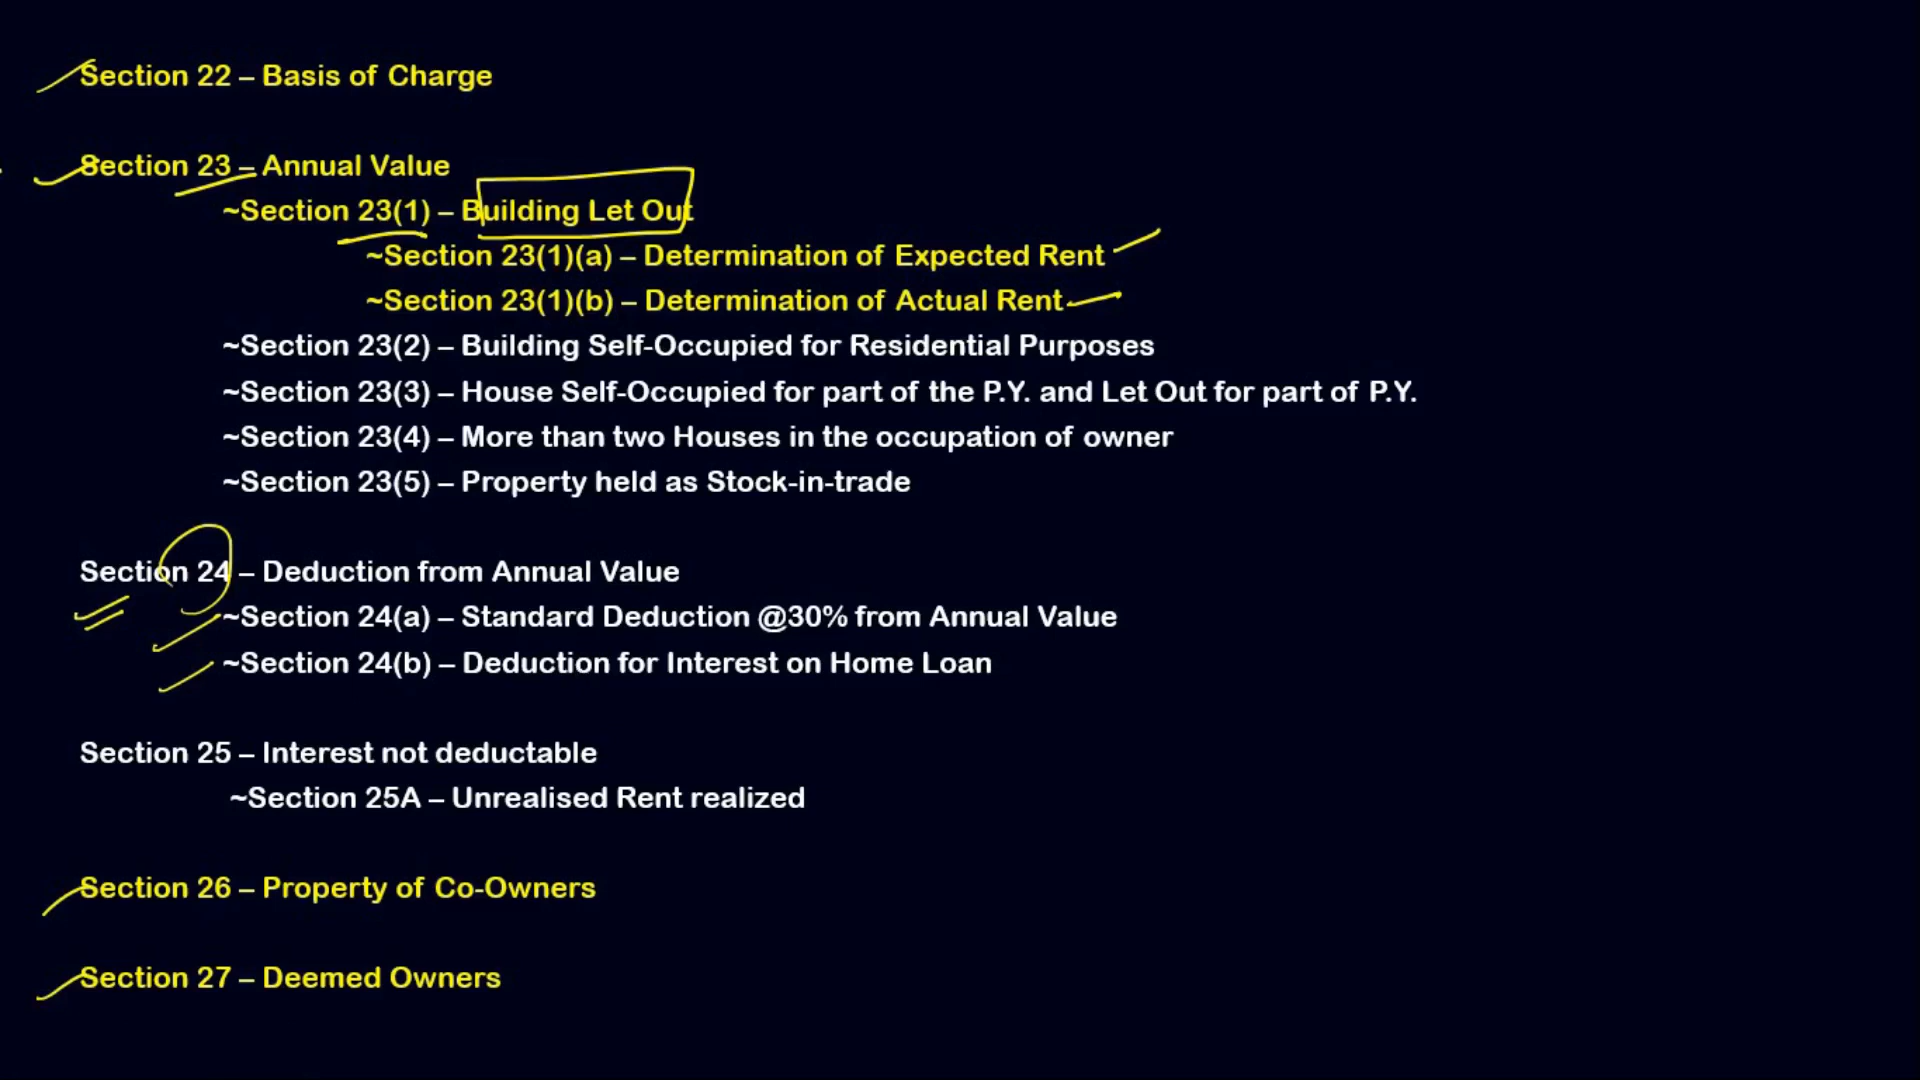 Section 22 – Basis of Charge
Section 23 – Annual Value
~Section 23(1) – Building Let Out
~Section 23(1)(a) – Determination of Expected Rent
~Section 23(1)(b) – Determination of Actual Rent
~Section 23(2) – Building Self-Occupied for Residential Purposes
~Section 23(3) – House Self-Occupied for part of the P.Y. and Let Out for part of P.Y.
~Section 23(4) – More than two Houses in the occupation of owner
~Section 23(5) – Property held as Stock-in-trade
Section 24 – Deduction from Annual Value
~Section 24(a) – Standard Deduction @30% from Annual Value
~Section 24(b) – Deduction for Interest on Home Loan
Section 25 – Interest not deductable
~Section 25A – Unrealised Rent realized
Section 26 – Property of Co-Owners
Section 27 – Deemed Owners